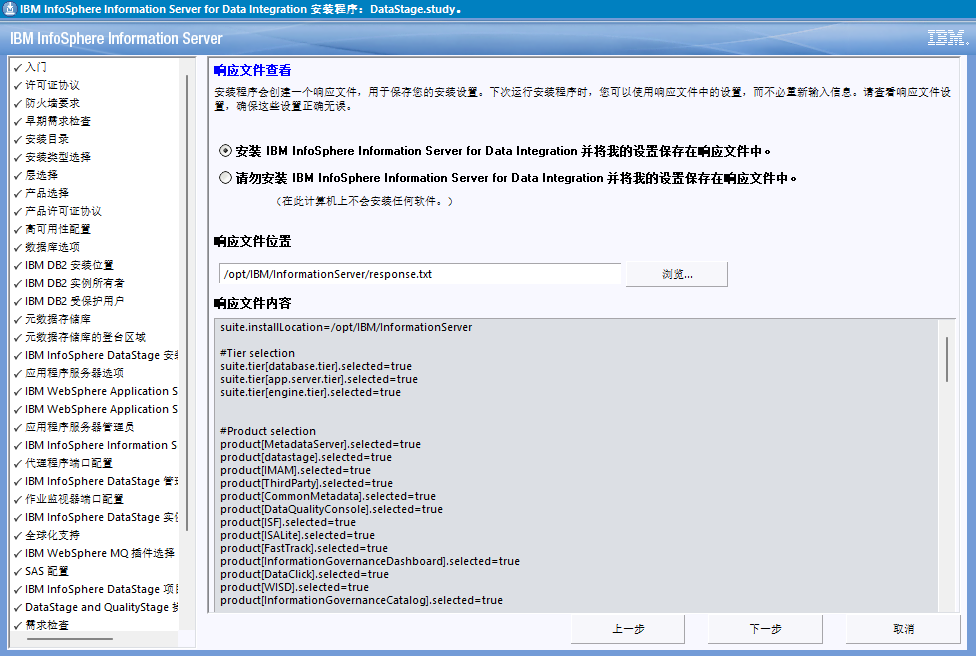 IBM InfoSphere Information Server for Data Integration 安装程序：DataStage.study。
IBM InfoSphere Information Server
IBM
入门
许可证协议
防火墙要求
早期需求检查
安装目录
安装类型选择
层选择
产品选择
产品许可证协议
高可用性配置
数据库选项
IBM DB2 安装位置
IBM DB2 实例所有者
IBM DB2 受保护用户
元数据存储库
元数据存储库的登台区域
IBM InfoSphere DataStage 安装
应用程序服务器选项
IBM WebSphere Application S
IBM WebSphere Application S
应用程序服务器管理员
IBM InfoSphere Information S
代理程序端口配置
IBM InfoSphere DataStage 管理
作业监视器端口配置
IBM InfoSphere DataStage 实例
全球化支持
IBM WebSphere MQ 插件选择
SAS 配置
IBM InfoSphere DataStage 项目
DataStage and QualityStage
需求检查
响应文件查看
安装程序会创建一个响应文件，用于保存您的安装设置。下次运行安装程序时，您可以使用响应文件中的设置，而不必重新输入信息。请查看响应文件设
置，确保这些设置正确无误。
安装 IBM InfoSphere Information Server for Data Integration 并将我的设置保存在响应文件中。
请勿安装 IBM InfoSphere Information Server for Data Integration 并将我的设置保存在响应文件中。
（在此计算机上不会安装任何软件。）
响应文件位置
/opt/IBM/InformationServer/response.txt
浏览...
响应文件内容
suite.installLocation=/opt/IBM/InformationServer
#Tier selection
suite.tier[database.tier].selected=true
suite.tier[app.server.tier].selected=true
suite.tier[engine.tier].selected=true
#Product selection
product[MetadataServer].selected=true
product[datastage].selected=true
product[IMAM].selected=true
product[ThirdParty].selected=true
product[CommonMetadata].selected=true
product[DataQualityConsole].selected=true
product[ISF].selected=true
product[ISALite].selected=true
product[FastTrack].selected=true
product[InformationGovernanceDashboard].selected=true
product[DataClick].selected=true
product[WISD].selected=true
product[InformationGovernanceCatalog].selected=true
上一步
下一步
取消